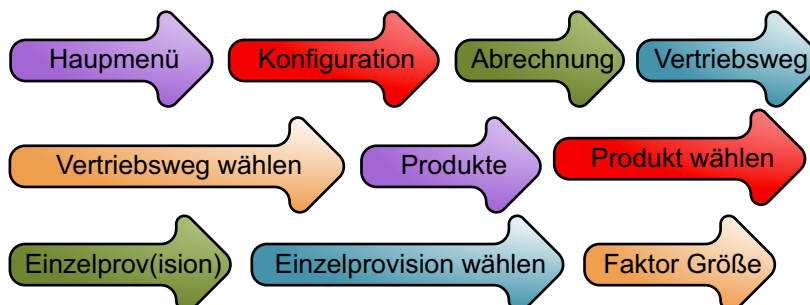 Haupmenü Konfiguration Abrechnung Vertriebsweg
Vertriebsweg wählen Produkte Produkt wählen
Einzelprov(ision) Einzelprovision wählen Faktor Größe